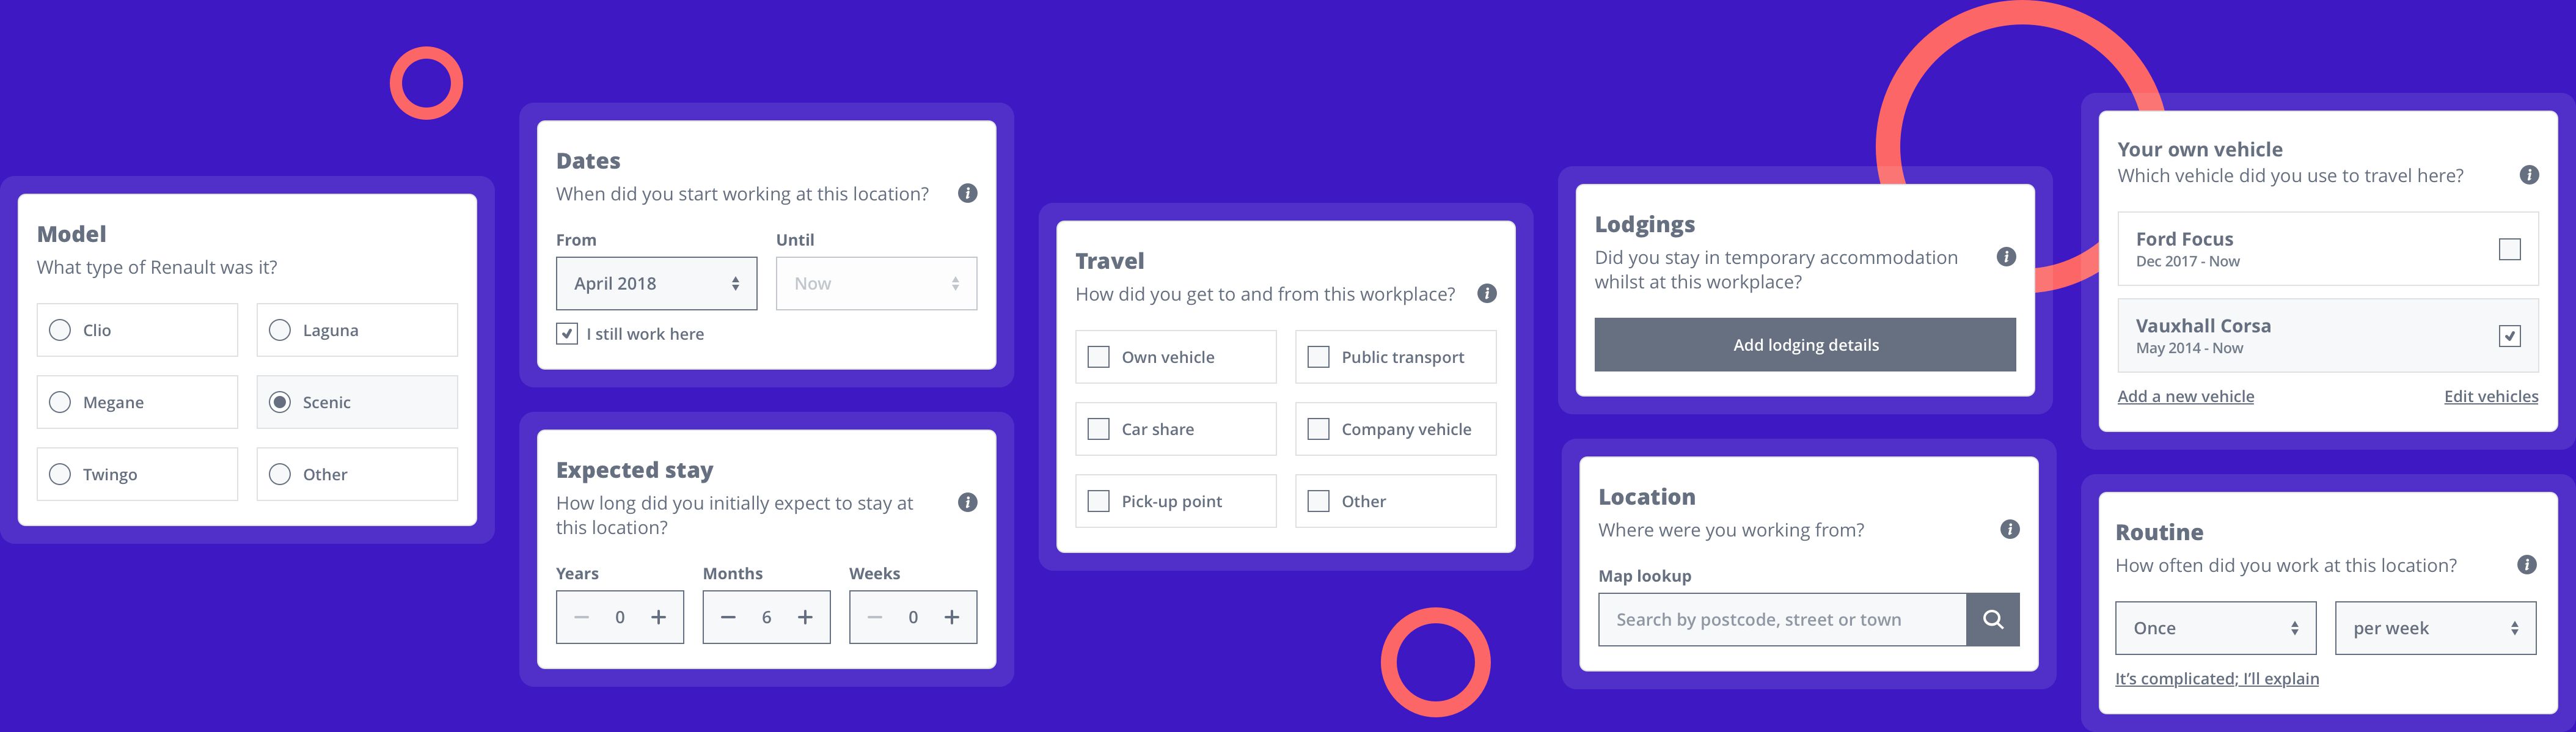 Model
What type of Renault was it?
Clio
Laguna
Megane
Scenic
Twingo
Other
Dates
When did you start working at this location?
From
Until
April 2018
Now
I still work here
Expected stay
How long did you initially expect to stay at
this location?
Years
Months
Weeks
0
6
0
Travel
How did you get to and from this workplace?
Own vehicle
Public transport
Car share
Company vehicle
Pick-up point
Other
Lodgings
Did you stay in temporary accommodation
whilst at this workplace?
Add lodging details
Location
Where were you working from?
Map lookup
Search by postcode, street or town
Your own vehicle
Which vehicle did you use to travel here?
Ford Focus
Dec 2017 - Now
Vauxhall Corsa
May 2014 - Now
Add a new vehicle
Edit vehicles
Routine
How often did you work at this location?
Once
per week
It’s complicated; I’ll explain